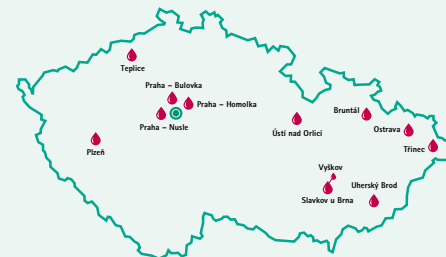 Teplice
Praha – Bulovka
Praha – Homolka
Praha – Nusle
Plzeň
Ústí nad Orlicí
Bruntál
Ostrava
Třinec
Vyškov
Slavkov u Brna
Uherský Brod